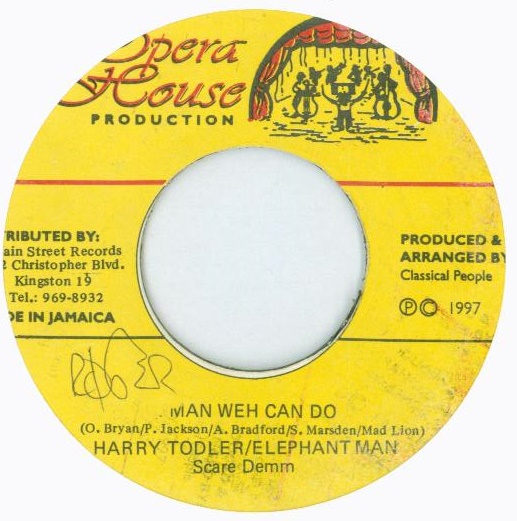 Opera
House
PRODUCTION
TRIBUTED BY:
ain Street Records
2 Christopher Blvd.
Kingston 19
Tel.: 969-8932
DE IN JAMAICA
PRODUCED &
ARRANGED BY
Classical People
Ⓟ© 1997
MAN WEH CAN DO
(O. Bryan/P. Jackson/A. Bradford/S. Marsden/Mad Lion)
HARRY TODLER/ELEPHANT MAN
Scare Demm